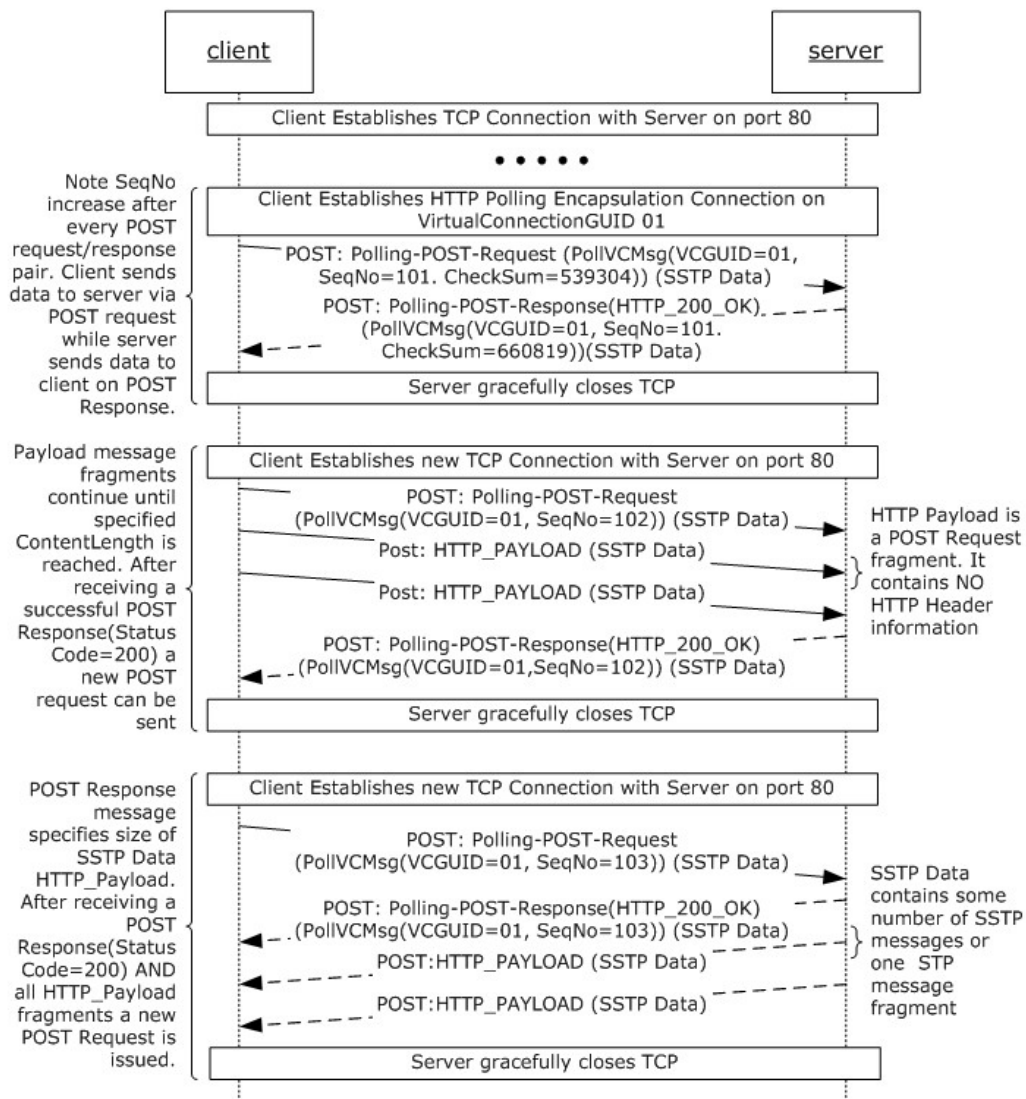 client
server
Client Establishes TCP Connection with Server on port 80
Note SeqNo
increase after
every POST
request/response
pair. Client sends
data to server via
POST request
while server
sends data to
client on POST
Response.
Client Establishes HTTP Polling Encapsulation Connection on
VirtualConnectionGUID 01
POST: Polling-POST-Request (PollVCMsg(VCGUID=01,
SeqNo=101. CheckSum=539304)) (SSTP Data)
POST: Polling-POST-Response(HTTP_200_OK)
(PollVCMsg(VCGUID=01, SeqNo=101.
CheckSum=660819))(SSTP Data)
Server gracefully closes TCP
Payload message
fragments
continue until
specified
ContentLength is
reached. After
receiving a
successful POST
Response(Status
Code=200) a
new POST
request can be
sent
Client Establishes new TCP Connection with Server on port 80
POST: Polling-POST-Request
(PollVCMsg(VCGUID=01, SeqNo=102)) (SSTP Data)
Post: HTTP_PAYLOAD (SSTP Data)
Post: HTTP_PAYLOAD (SSTP Data)
POST: Polling-POST-Response(HTTP_200_OK)
(PollVCMsg(VCGUID=01,SeqNo=102)) (SSTP Data)
HTTP Payload is
a POST Request
fragment. It
contains NO
HTTP Header
information
Server gracefully closes TCP
POST Response
message
specifies size of
SSTP Data
HTTP_Payload.
After receiving a
POST
Response(Status
Code=200) AND
all HTTP_Payload
fragments a new
POST Request is
issued.
Client Establishes new TCP Connection with Server on port 80
POST: Polling-POST-Request
(PollVCMsg(VCGUID=01, SeqNo=103)) (SSTP Data)
POST: Polling-POST-Response(HTTP_200_OK)
(PollVCMsg(VCGUID=01, SeqNo=103)) (SSTP Data)
POST:HTTP_PAYLOAD (SSTP Data)
POST:HTTP_PAYLOAD (SSTP Data)
SSTP Data
contains some
number of SSTP
messages or
one STP
message
fragment
Server gracefully closes TCP